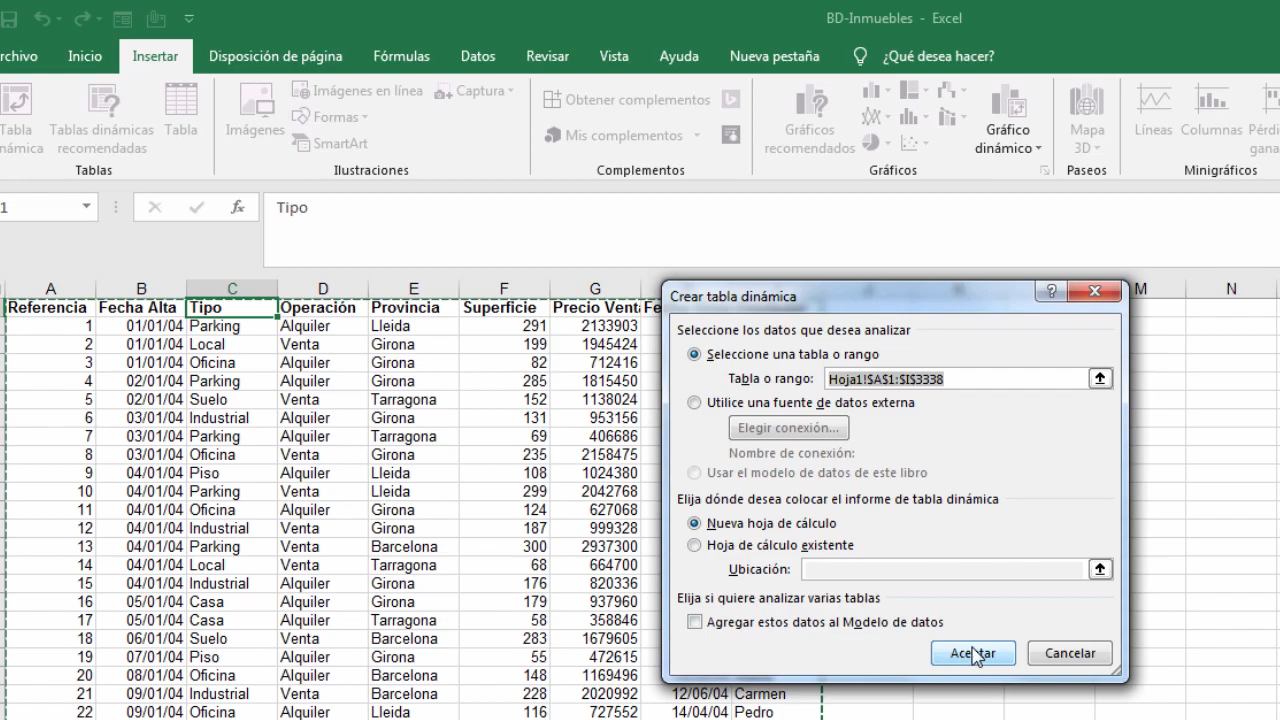 BD-Inmuebles - Excel
rchivo Inicio Insertar Disposición de página Fórmulas Datos Revisar Vista Ayuda Nueva pestaña ¿Qué desea hacer?
Tabla
námica
Tablas dinámicas
recomendadas
Tabla
Tablas
Imágenes
Imágenes en línea
Formas
SmartArt
Captura
Ilustraciones
Obtener complementos
Mis complementos
Complementos
Gráficos
recomendados
Gráfico
dinámico
Gráficos
Mapa
3D
Paseos
Líneas
Columnas
Pérdi
gana
Minigráficos
1 fx Tipo
A B C D E F G M N
Referencia Fecha Alta Tipo Operación Provincia Superficie Precio Vent Fe
1 01/01/04 Parking Alquiler Lleida 291 2133903
2 01/01/04 Local Venta Girona 199 1945424
3 01/01/04 Oficina Alquiler Girona 82 712416
4 02/01/04 Parking Alquiler Girona 285 1815450
5 02/01/04 Suelo Venta Tarragona 152 1138024
6 03/01/04 Industrial Alquiler Girona 131 953156
7 03/01/04 Parking Alquiler Tarragona 69 406686
8 03/01/04 Oficina Venta Girona 235 2158475
9 04/01/04 Piso Alquiler Lleida 108 1024380
10 04/01/04 Parking Venta Lleida 299 2042768
11 04/01/04 Oficina Alquiler Girona 124 627068
12 04/01/04 Industrial Venta Girona 187 999328
13 04/01/04 Parking Venta Barcelona 300 2937300
14 04/01/04 Local Venta Tarragona 68 664700
15 04/01/04 Industrial Alquiler Girona 176 820336
16 05/01/04 Casa Alquiler Girona 179 937960
17 05/01/04 Casa Alquiler Tarragona 58 358846
18 06/01/04 Suelo Venta Barcelona 283 1679605
19 07/01/04 Piso Alquiler Girona 55 472615
20 08/01/04 Oficina Alquiler Barcelona 148 1169496
21 09/01/04 Industrial Venta Barcelona 228 2020992 12/06/04 Carmen
22 09/01/04 Oficina Alquiler Lleida 116 727552 14/04/04 Pedro
Crear tabla dinámica
Seleccione los datos que desea analizar
Seleccione una tabla o rango
Tabla o rango: Hoja1!$A$1:$I$3338
Utilice una fuente de datos externa
Elegir conexión...
Nombre de conexión:
Usar el modelo de datos de este libro
Elija dónde desea colocar el informe de tabla dinámica
Nueva hoja de cálculo
Hoja de cálculo existente
Ubicación:
Elija si quiere analizar varias tablas
Agregar estos datos al Modelo de datos
Aceptar Cancelar